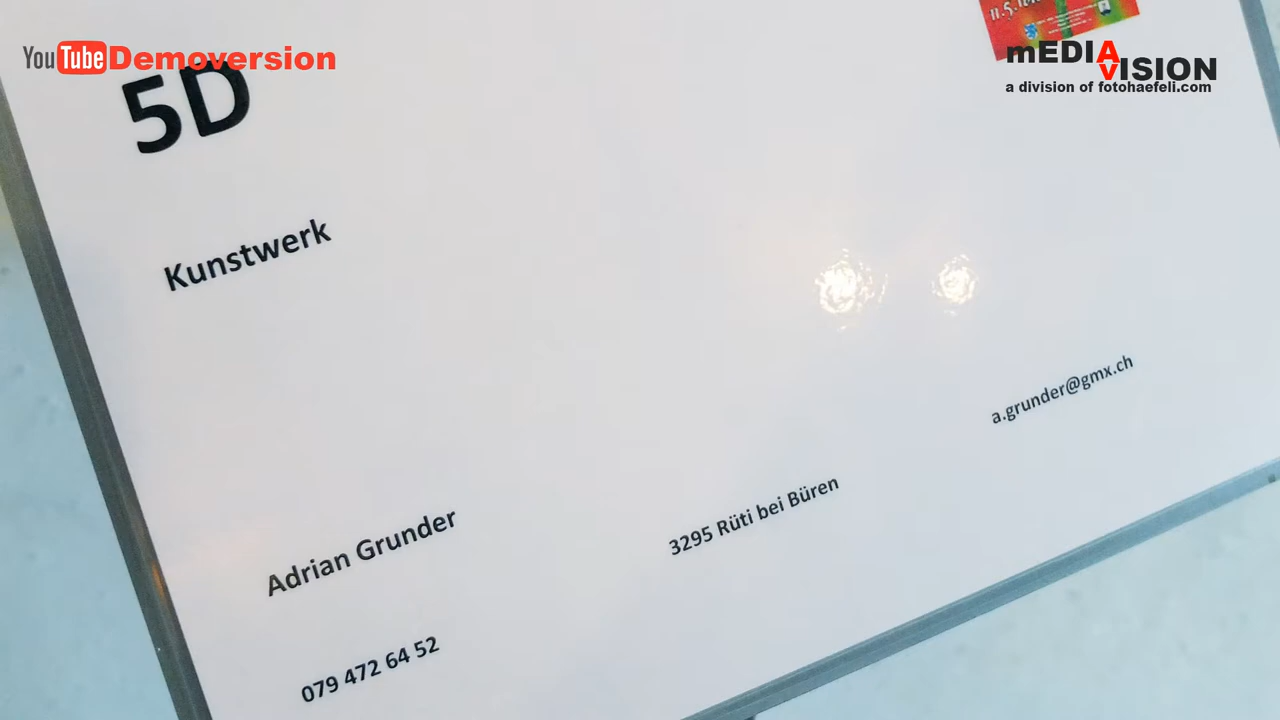 YouTube Demoversion
mEDIA VISION
a division of fotohaefeli.com
5D
Kunstwerk
a.grunder@gmx.ch
3295 Rüti bei Büren
Adrian Grunder
079 472 64 52